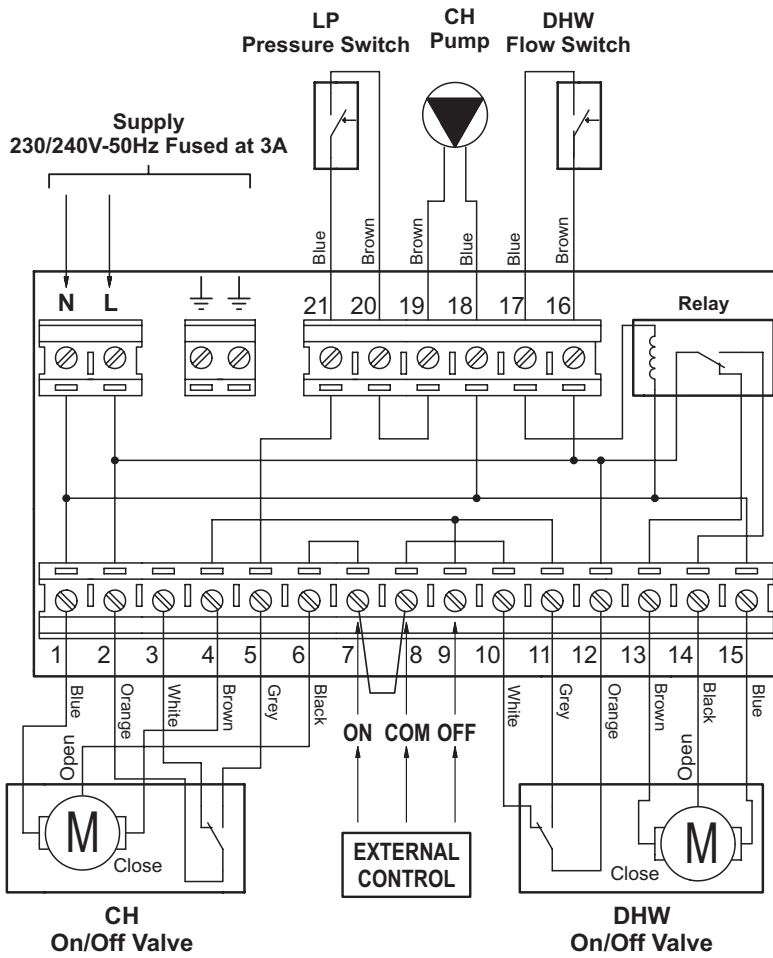 LP
Pressure Switch
CH
Pump
DHW
Flow Switch
Supply
230/240V-50Hz Fused at 3A
Blue
Brown
Brown
Blue
Blue
Brown
N L
21 20 19 18 17 16
Relay
1 2 3 4 5 6 7 8 9 10 11 12 13 14 15
Blue
Orange
White
Brown
Grey
Black
White
Grey
Orange
Brown
Black
Blue
ON COM OFF
Open
M
Close
EXTERNAL
CONTROL
Open
M
Close
CH
On/Off Valve
DHW
On/Off Valve